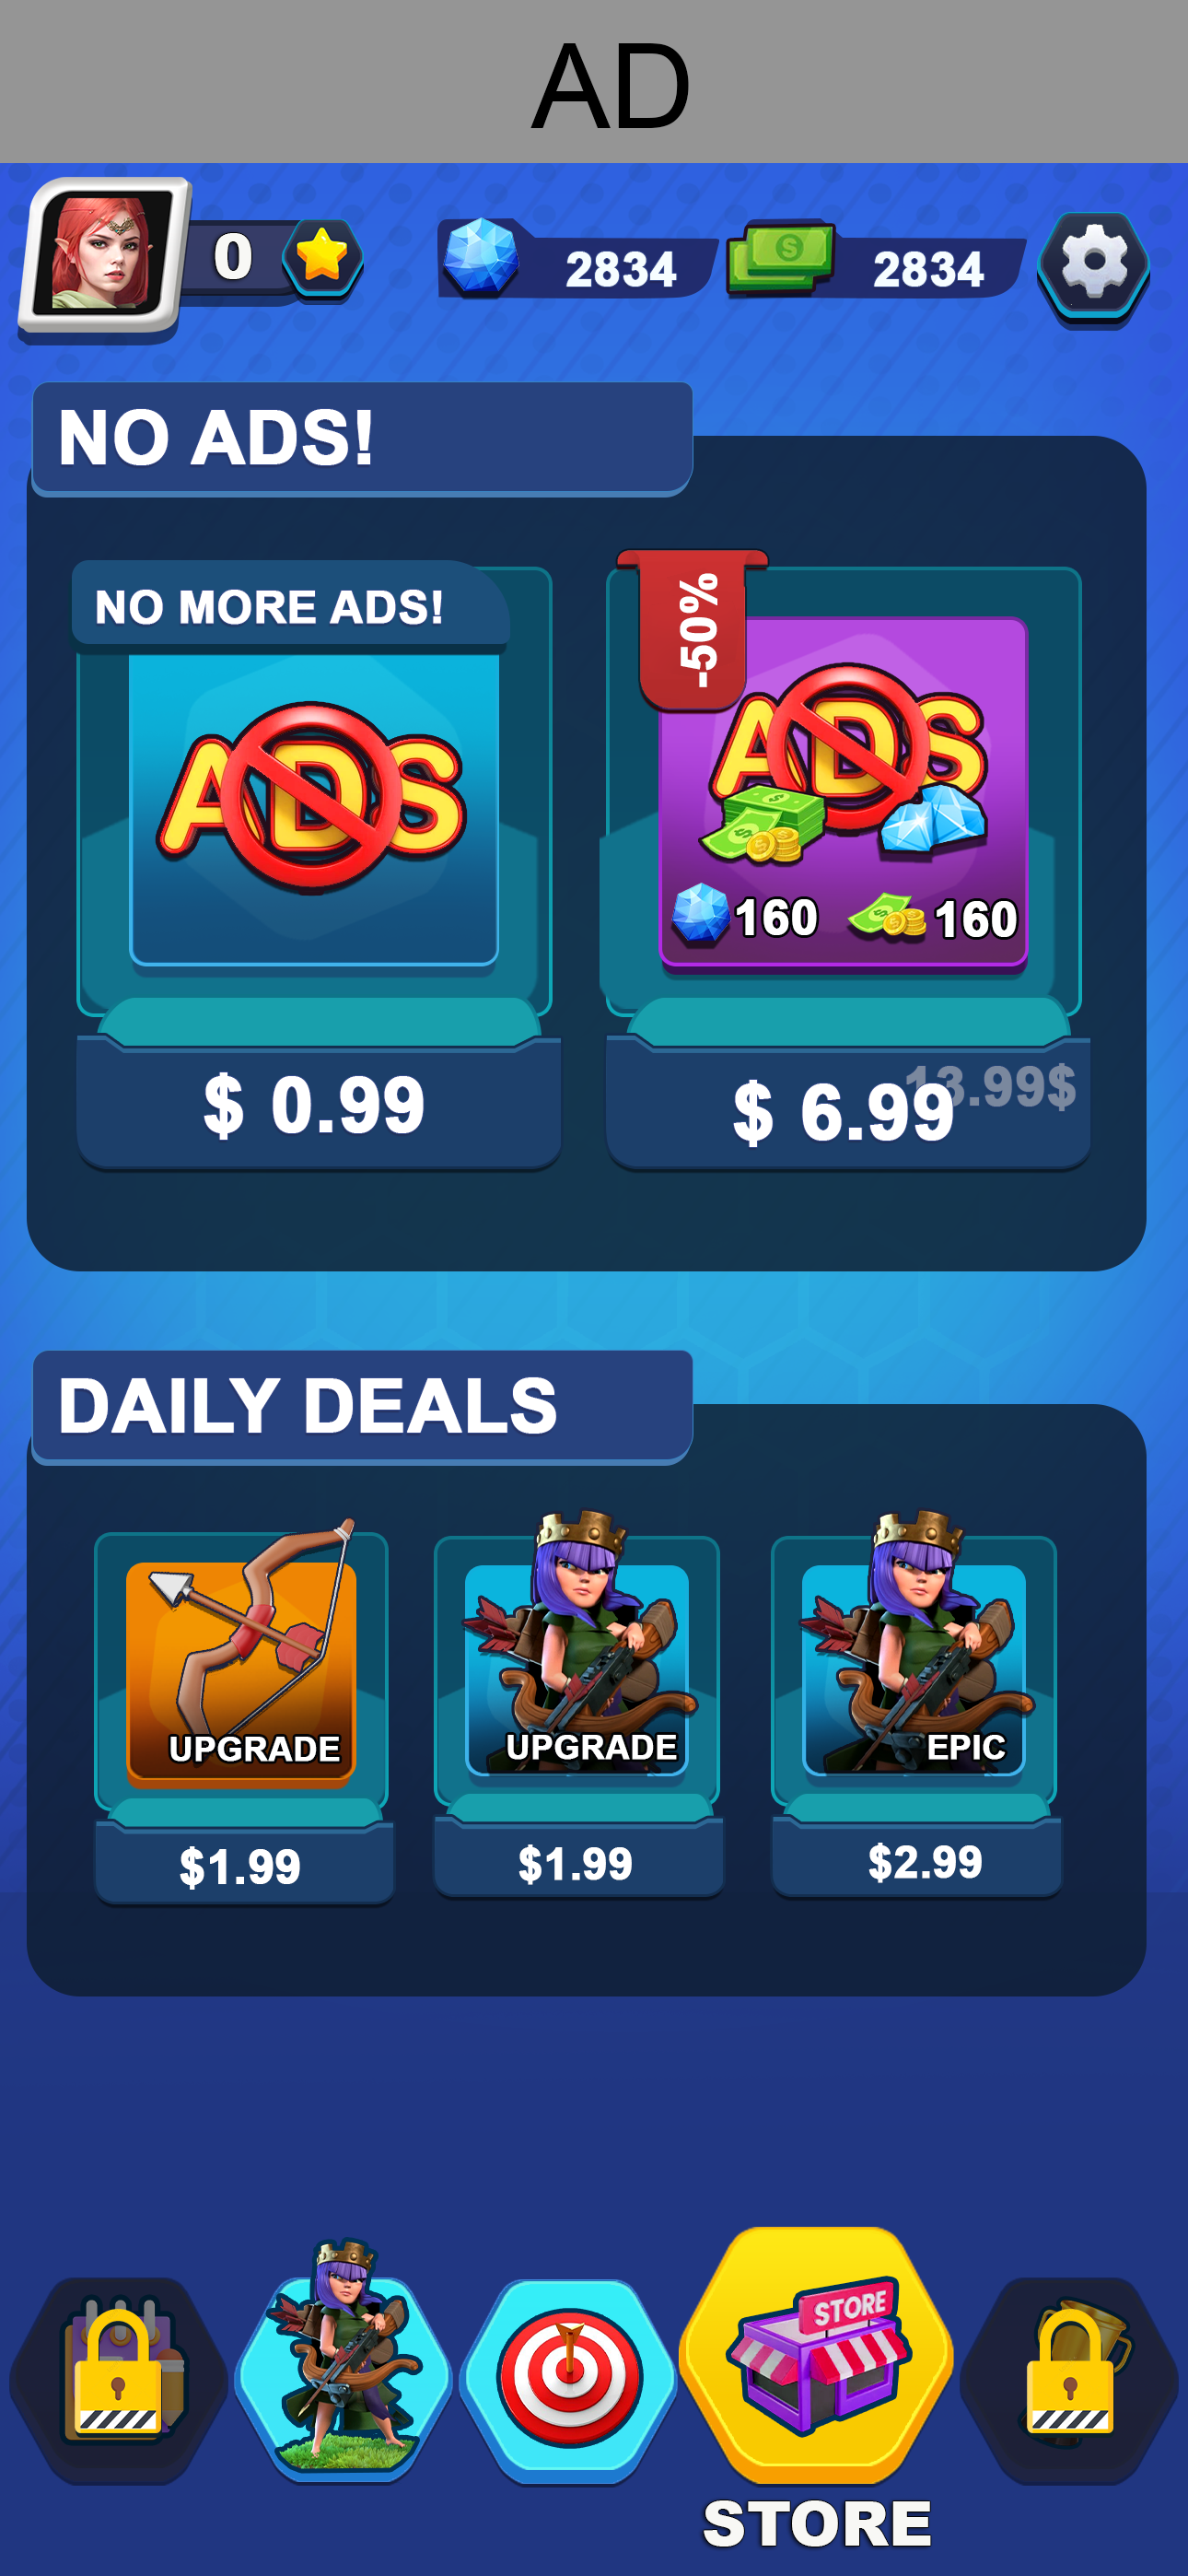 AD
0
2834
2834
NO ADS!
NO MORE ADS!
ADS
-50%
ADS
160
160
$ 0.99
$ 6.99
13.99$
DAILY DEALS
UPGRADE
UPGRADE
EPIC
$1.99
$1.99
$2.99
STORE
STORE